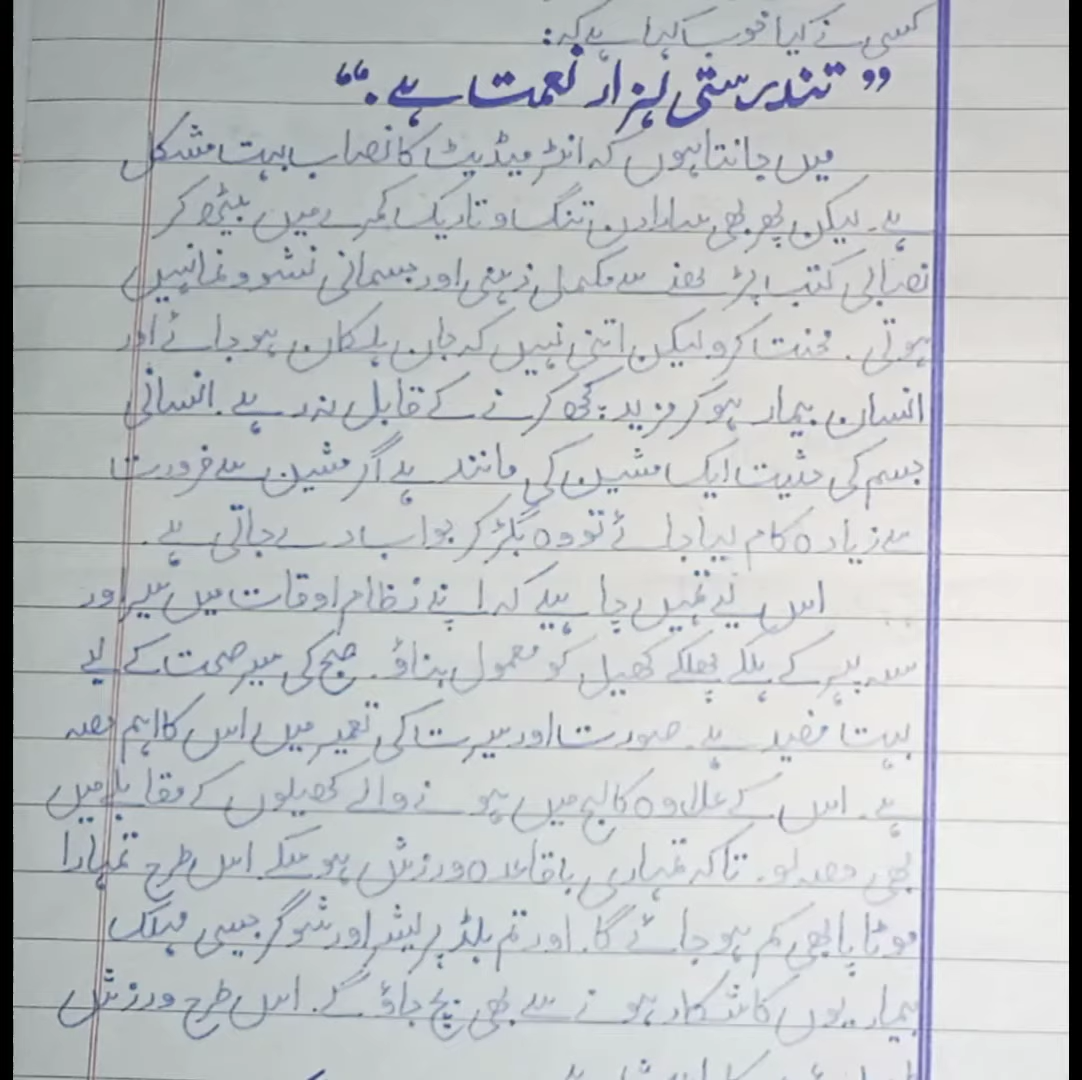 کسی نے کیا خوب کہا ہے کہ:
”تندرستی ہزار نعمت ہے۔“
میں جانتا ہوں کہ انٹرمیڈیٹ کا نصاب بہت مشکل
ہے۔ لیکن پھر بھی سارا دن تنگ و تاریک کمرے میں بیٹھ کر
نصابی کتب پڑھنے سے مکمل ذہنی اور جسمانی نشوونما نہیں
ہوتی۔ محنت کرو لیکن اتنی نہیں کہ جان ہلکان ہو جائے اور
انسان بیمار ہو کر مزید کچھ کرنے کے قابل نہ رہے۔ انسانی
جسم کی حثیت ایک مشین کی مانند ہے اگر مشین سے ضرورت
سے زیادہ کام لیا جائے تو وہ بگڑ کر جواب دے جاتی ہے۔
اس لیے تمہیں چاہیے کہ اپنے نظام اوقات میں سیر اور
سہ پہر کے ہلکے پھلکے کھیل کو معمول بناؤ۔ صبح کی سیر صحت کے لیے
بہت مفید ہے۔ صورت اور سیرت کی تعمیر میں اس کا اہم حصہ
ہے۔ اس کے علاوہ کالج میں ہونے والے کھیلوں کے مقابلے میں
بھی حصہ لو۔ تاکہ تمہاری باقاعدہ ورزش ہو سکے۔ اس طرح تمہارا
موٹاپا بھی کم ہو جائے گا۔ اور تم بلڈ پریشر اور شوگر جیسی مہلک
بیماریوں کا شکار ہونے سے بھی بچ جاؤ گے۔ اس طرح ورزش